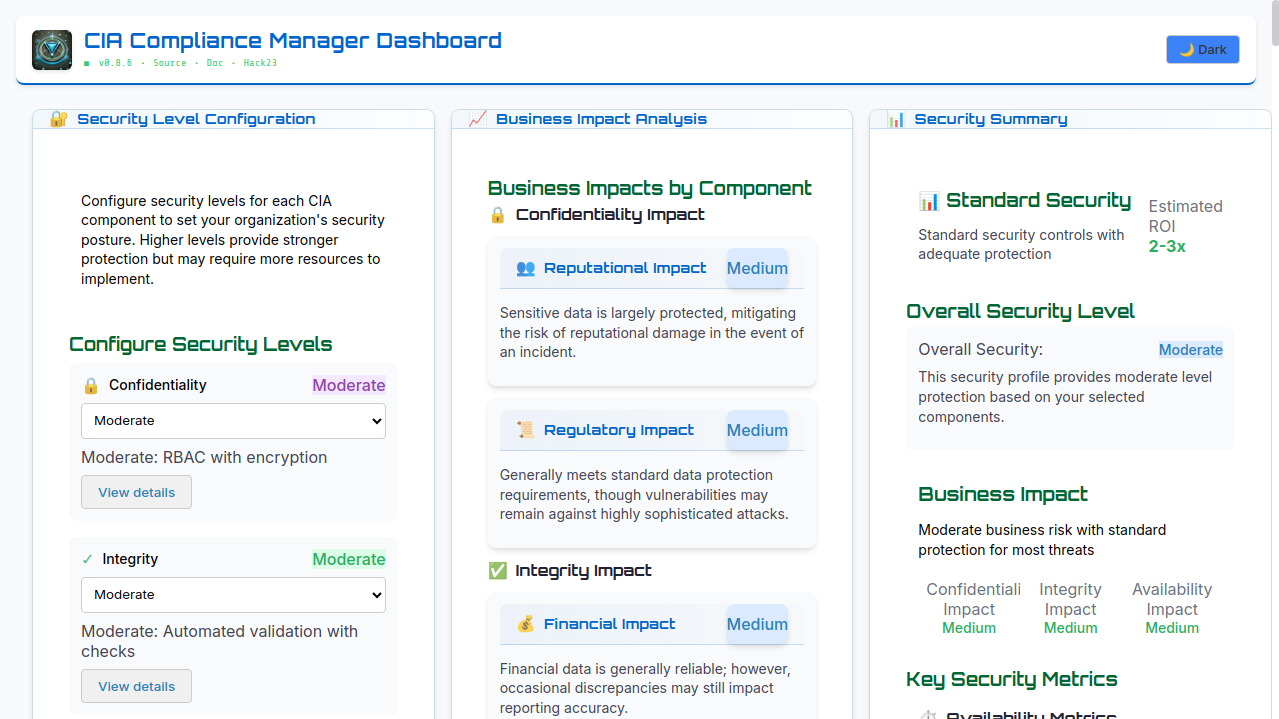 CIA Compliance Manager Dashboard
v0.8.6 · Source · Doc · Hack23
🌙 Dark
🔐 Security Level Configuration
Configure security levels for each CIA
component to set your organization's security
posture. Higher levels provide stronger
protection but may require more resources to
implement.
Configure Security Levels
🔒 Confidentiality Moderate
Moderate
Moderate: RBAC with encryption
View details
✓ Integrity Moderate
Moderate
Moderate: Automated validation with
checks
View details
📈 Business Impact Analysis
Business Impacts by Component
🔒 Confidentiality Impact
👥 Reputational Impact Medium
Sensitive data is largely protected, mitigating
the risk of reputational damage in the event of
an incident.
📜 Regulatory Impact Medium
Generally meets standard data protection
requirements, though vulnerabilities may
remain against highly sophisticated attacks.
✅ Integrity Impact
💰 Financial Impact Medium
Financial data is generally reliable; however,
occasional discrepancies may still impact
reporting accuracy.
📊 Security Summary
📊 Standard Security
Standard security controls with
adequate protection
Estimated
ROI
2-3x
Overall Security Level
Overall Security: Moderate
This security profile provides moderate level
protection based on your selected
components.
Business Impact
Moderate business risk with standard
protection for most threats
Confidentiali
Impact
Medium
Integrity
Impact
Medium
Availability
Impact
Medium
Key Security Metrics
⏱️ Availability Metrics